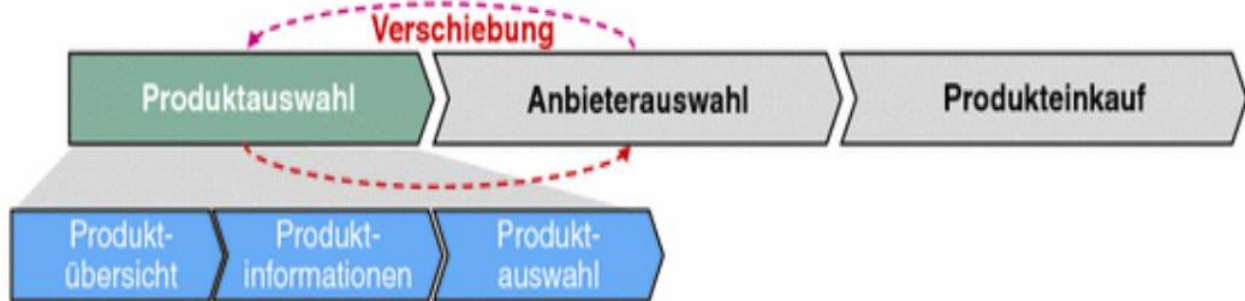 Verschiebung
Produktauswahl
Anbieterauswahl
Produkteinkauf
Produkt-
übersicht
Produkt-
informationen
Produkt-
auswahl